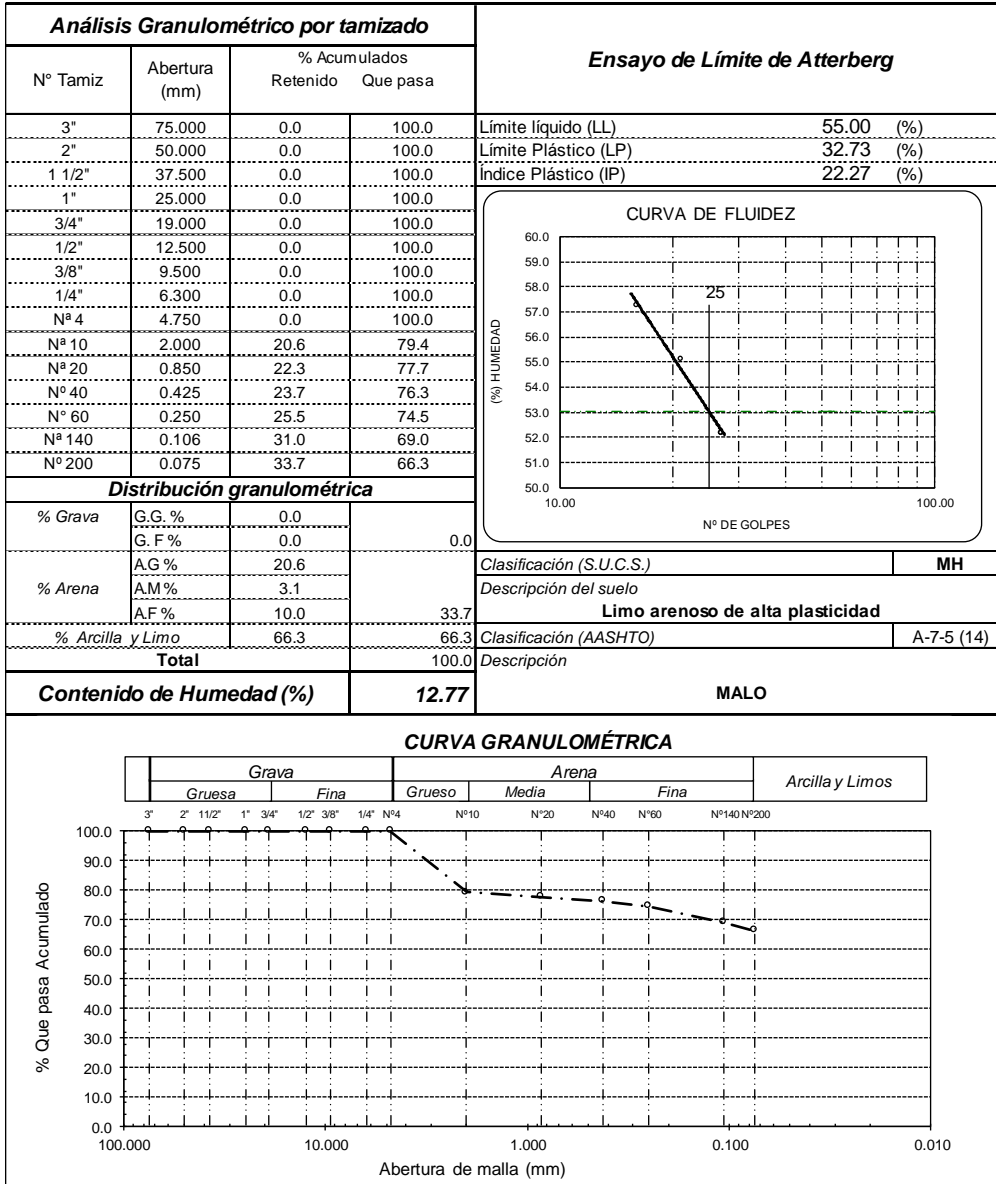 Análisis Granulométrico por tamizado
Ensayo de Límite de Atterberg
N° Tamiz Abertura (mm) % Acumulados
Retenido Que pasa
3" 75.000 0.0 100.0
2" 50.000 0.0 100.0
1 1/2" 37.500 0.0 100.0
1" 25.000 0.0 100.0
3/4" 19.000 0.0 100.0
1/2" 12.500 0.0 100.0
3/8" 9.500 0.0 100.0
1/4" 6.300 0.0 100.0
Nª 4 4.750 0.0 100.0
Nª 10 2.000 20.6 79.4
Nª 20 0.850 22.3 77.7
Nº 40 0.425 23.7 76.3
N° 60 0.250 25.5 74.5
Nª 140 0.106 31.0 69.0
Nº 200 0.075 33.7 66.3
Límite líquido (LL) 55.00 (%)
Límite Plástico (LP) 32.73 (%)
Índice Plástico (IP) 22.27 (%)
CURVA DE FLUIDEZ
60.0
59.0
58.0
57.0
56.0
55.0
54.0
53.0
52.0
51.0
50.0
(%) HUMEDAD
25
10.00 100.00
Nº DE GOLPES
Distribución granulométrica
% Grava G.G. % 0.0
G. F % 0.0 0.0
% Arena A.G % 20.6
A.M % 3.1
A.F % 10.0 33.7
% Arcilla y Limo 66.3 66.3
Total 100.0
Contenido de Humedad (%) 12.77
Clasificación (S.U.C.S.) MH
Descripción del suelo
Limo arenoso de alta plasticidad
Clasificación (AASHTO) A-7-5 (14)
Descripción
MALO
CURVA GRANULOMÉTRICA
Grava Arena Arcilla y Limos
Gruesa Fina Grueso Media Fina
3" 2" 11/2" 1" 3/4" 1/2" 3/8" 1/4" Nº4 Nº10 N°20 Nº40 N°60 Nº140 Nº200
100.0
90.0
80.0
70.0
60.0
50.0
40.0
30.0
20.0
10.0
0.0
% Que pasa Acumulado
100.000 10.000 1.000 0.100 0.010
Abertura de malla (mm)